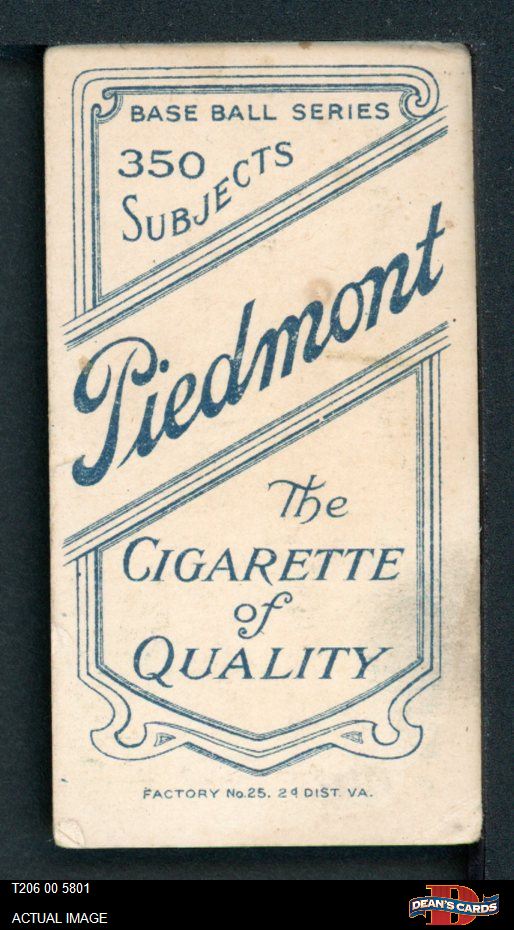 BASE BALL SERIES
350
SUBJECTS
Piedmont
The
CIGARETTE
of
QUALITY
FACTORY No. 25. 2d DIST. VA.
T206 00 5801
ACTUAL IMAGE
DEAN'S CARDS